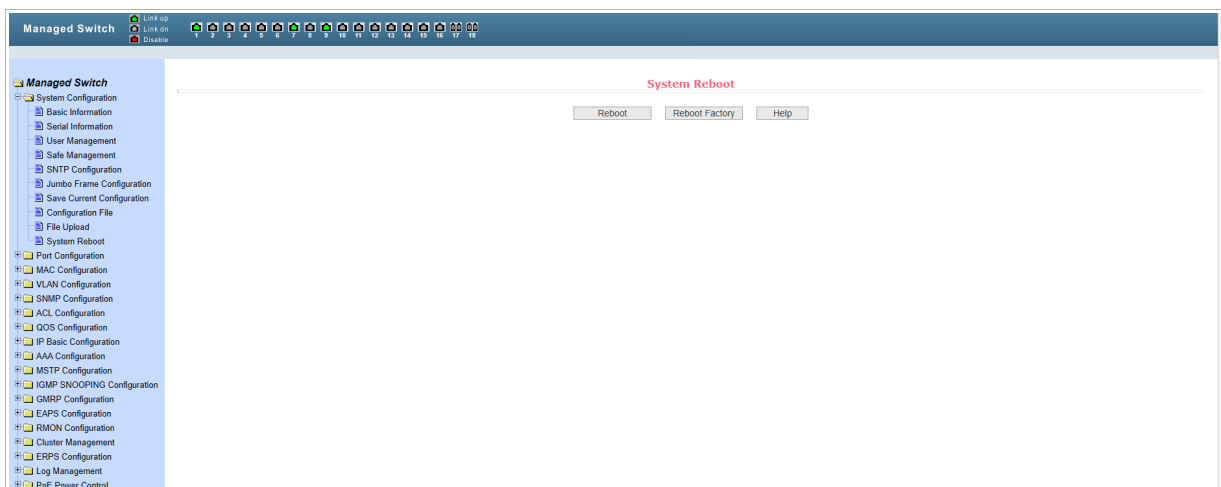 Managed Switch
Link up
Link dn
Disable
1 2 3 4 5 6 7 8 9 10 11 12 13 14 15 16 17 18
Managed Switch
System Configuration
Basic Information
Serial Information
User Management
Safe Management
SNTP Configuration
Jumbo Frame Configuration
Save Current Configuration
Configuration File
File Upload
System Reboot
Port Configuration
MAC Configuration
VLAN Configuration
SNMP Configuration
ACL Configuration
QOS Configuration
IP Basic Configuration
AAA Configuration
MSTP Configuration
IGMP SNOOPING Configuration
GMRP Configuration
EAPS Configuration
RMON Configuration
Cluster Management
ERPS Configuration
Log Management
PoE Power Control
System Reboot
Reboot Reboot Factory Help